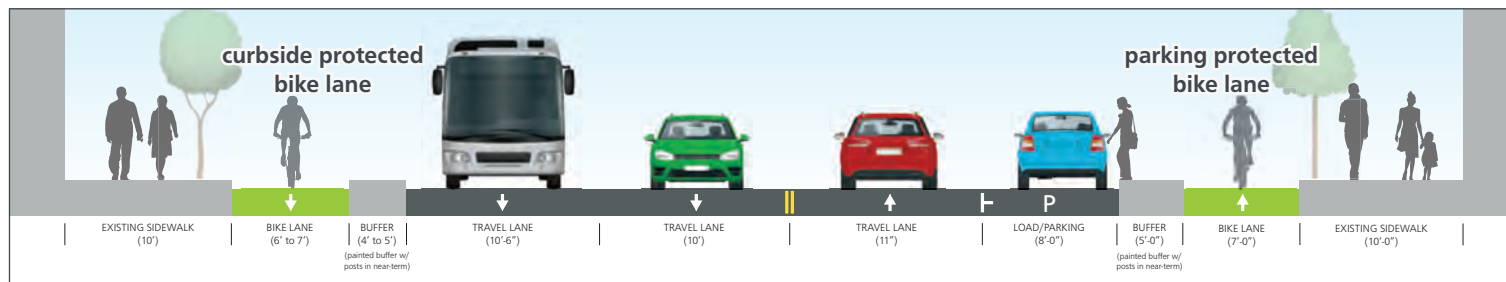 curbside protected
bike lane
parking protected
bike lane
P
EXISTING SIDEWALK
(10’)
BIKE LANE
(6’ to 7’)
BUFFER
(4’ to 5’)
(painted buffer w/
posts in near-term)
TRAVEL LANE
(10’-6”)
TRAVEL LANE
(10’)
TRAVEL LANE
(11”)
LOAD/PARKING
(8’-0”)
BUFFER
(5’-0”)
(painted buffer w/
posts in near-term)
BIKE LANE
(7’-0”)
EXISTING SIDEWALK
(10’-0”)